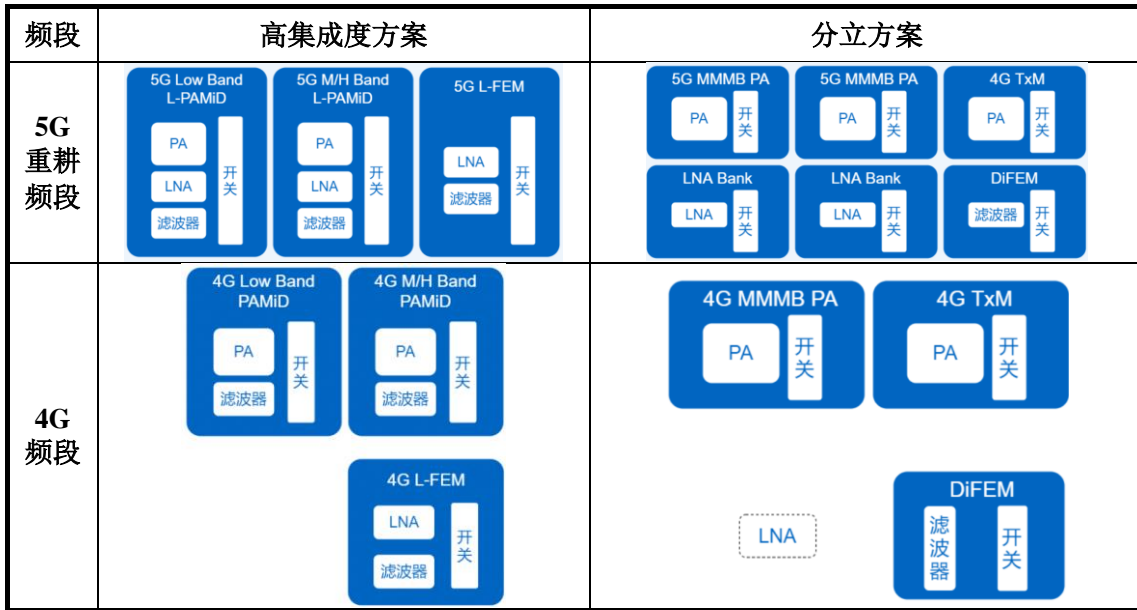 频段
高集成度方案
分立方案
5G
重耕
频段
5G Low Band
L-PAMiD
PA
LNA
滤波器
开关
5G M/H Band
L-PAMiD
PA
LNA
滤波器
开关
5G L-FEM
LNA
滤波器
开关
5G MMMB PA
PA
开关
5G MMMB PA
PA
开关
4G TxM
PA
开关
LNA Bank
LNA
开关
LNA Bank
LNA
开关
DiFEM
滤波器
开关
4G
频段
4G Low Band
PAMiD
PA
滤波器
开关
4G M/H Band
PAMiD
PA
滤波器
开关
4G L-FEM
LNA
滤波器
开关
4G MMMB PA
PA
开关
4G TxM
PA
开关
LNA
DiFEM
滤波器
开关